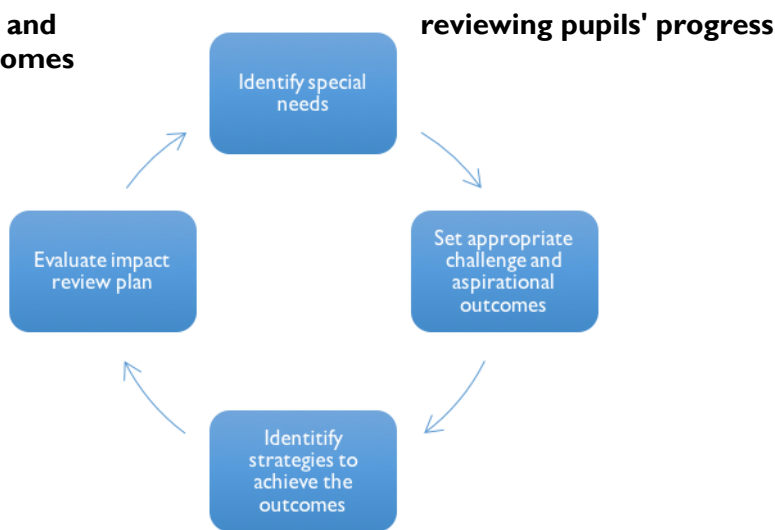 and
omes
reviewing pupils' progress
Identify special
needs
Set appropriate
challenge and
aspirational
outcomes
Identitify
strategies to
achieve the
outcomes
Evaluate impact
review plan